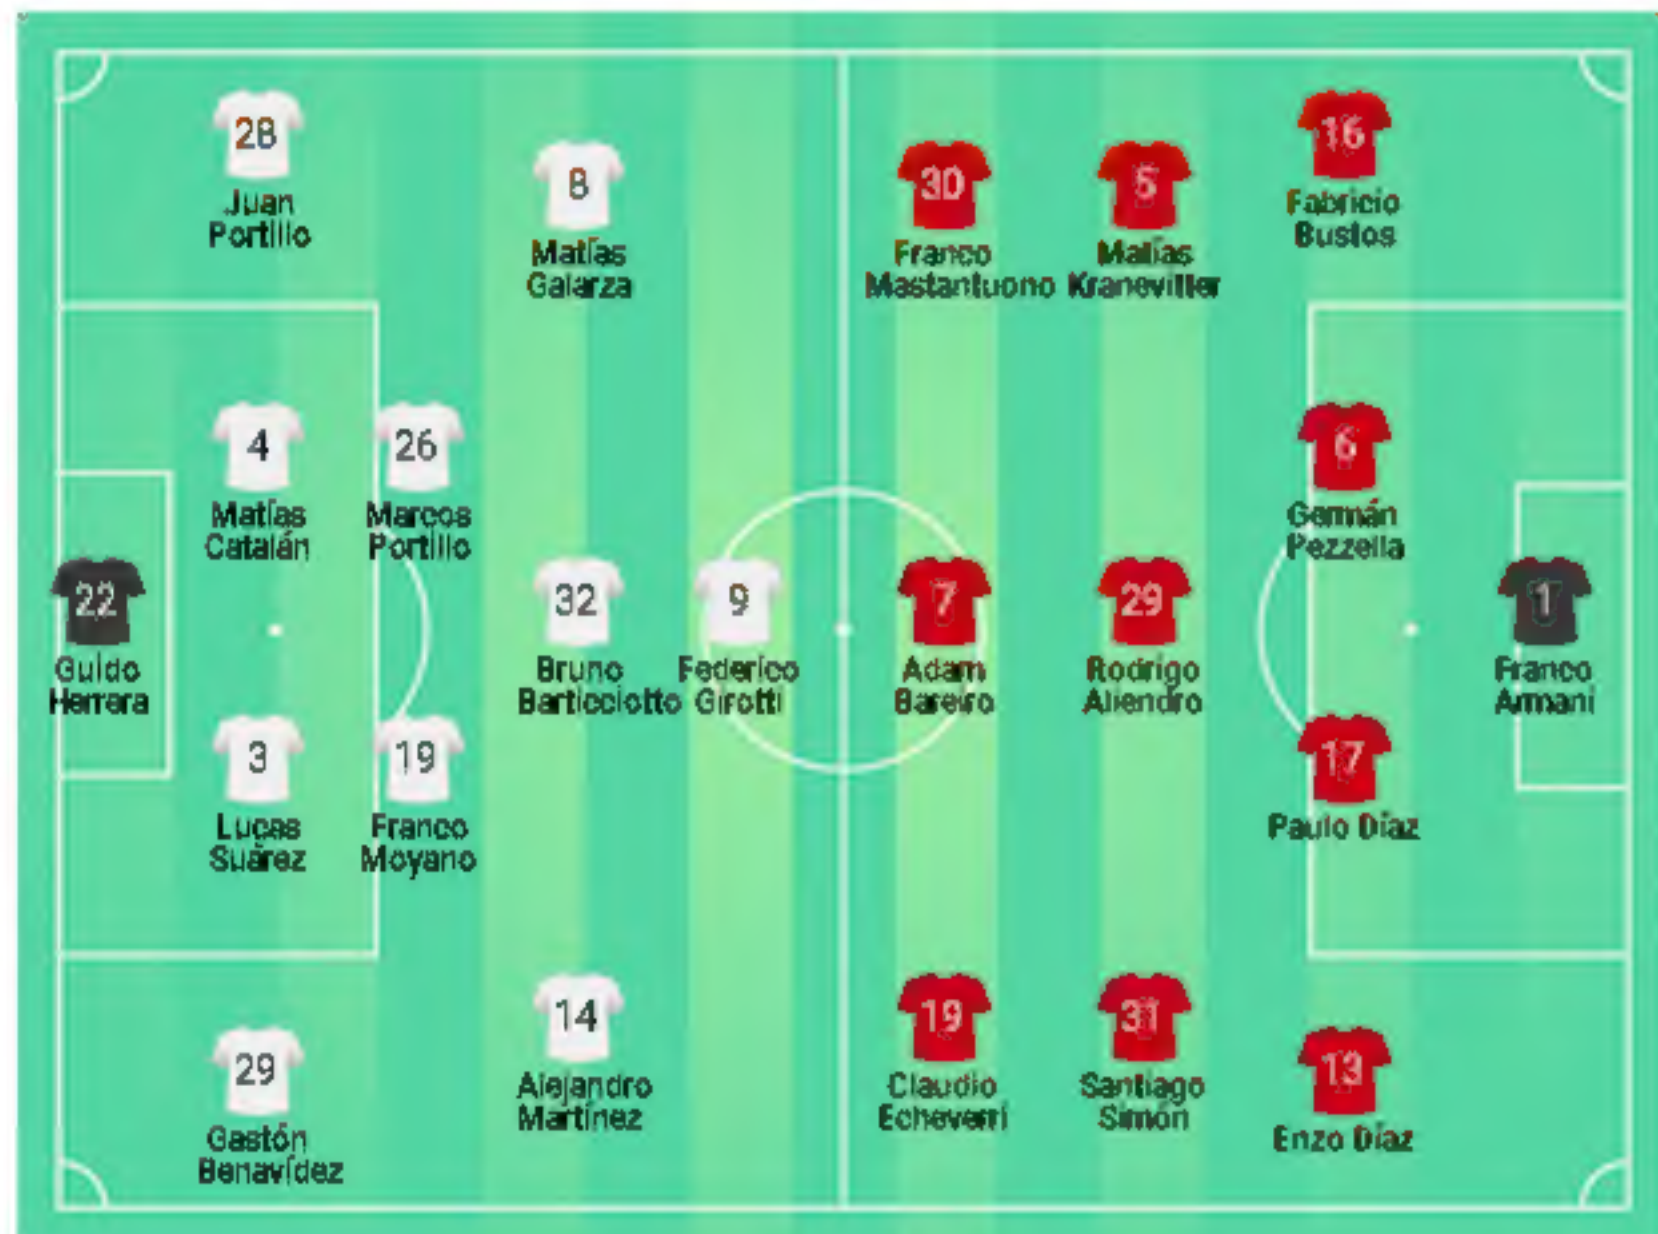 28
Juan
Portillo
4
Matías
Catalán
22
Guido
Herrera
3
Lucas
Suárez
29
Gastón
Benavídez
26
Marcos
Portillo
19
Franco
Moyano
8
Matías
Galarza
32
Bruno
Barticciotto
14
Alejandro
Martínez
9
Federico
Girotti
30
Franco
Mastantuono
7
Adam
Bareiro
19
Claudio
Echeverri
5
Matías
Kranevitter
29
Rodrigo
Aliendro
31
Santiago
Simón
16
Fabricio
Bustos
6
Germán
Pezzella
17
Paulo Díaz
13
Enzo Díaz
1
Franco
Armani